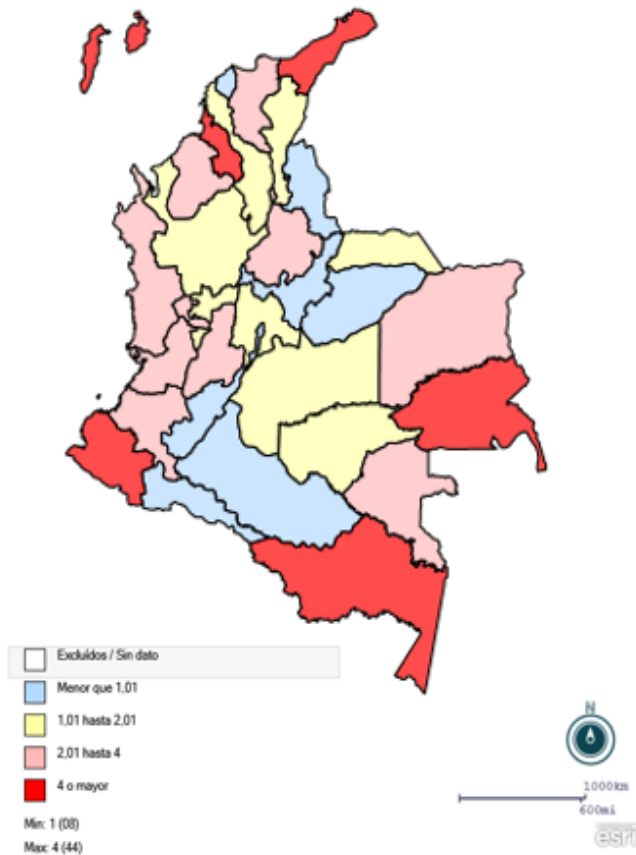 Excluídos / Sin dato
Menor que 1,01
1,01 hasta 2,01
2,01 hasta 4
4 o mayor
Min: 1 (08)
Max: 4 (44)
N
1000km
600mi
esri